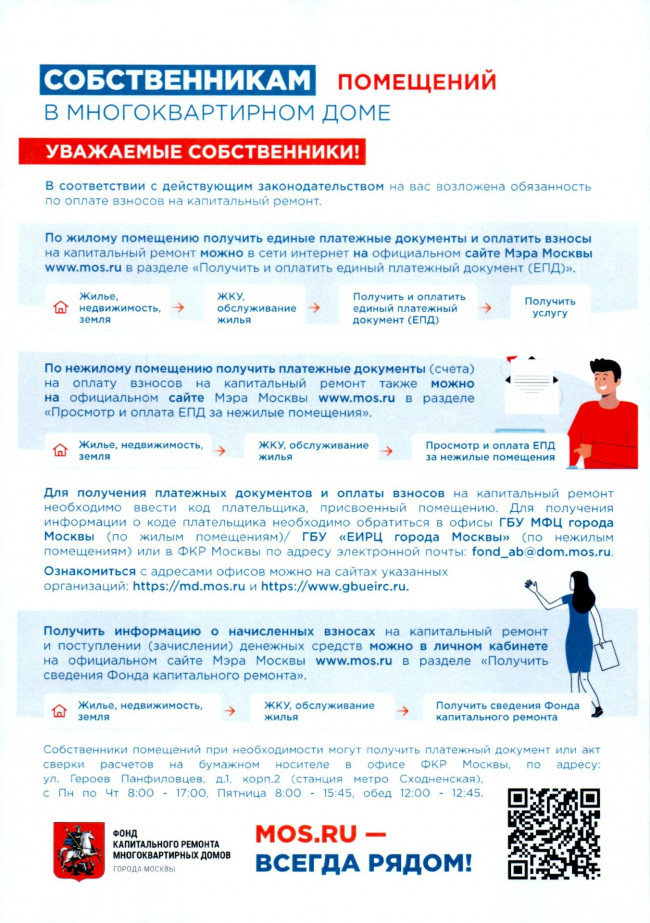 СОБСТВЕННИКАМ ПОМЕЩЕНИЙ
В МНОГОКВАРТИРНОМ ДОМЕ
УВАЖАЕМЫЕ СОБСТВЕННИКИ!
В соответствии с действующим законодательством на вас возложена обязанность
по оплате взносов на капитальный ремонт.
По жилому помещению получить единые платежные документы и оплатить взносы
на капитальный ремонт можно в сети интернет на официальном сайте Мэра Москвы
www.mos.ru в разделе «Получить и оплатить единый платежный документ (ЕПД)».
Жилье,
недвижимость,
земля
ЖКУ,
обслуживание
жилья
Получить и оплатить
единый платежный
документ (ЕПД)
Получить
услугу
По нежилому помещению получить платежные документы (счета)
на оплату взносов на капитальный ремонт также можно
на официальном сайте Мэра Москвы www.mos.ru в разделе
«Просмотр и оплата ЕПД за нежилые помещения».
Жилье, недвижимость,
земля
ЖКУ, обслуживание
жилья
Просмотр и оплата ЕПД
за нежилые помещения
Для получения платежных документов и оплаты взносов на капитальный ремонт
необходимо ввести код плательщика, присвоенный помещению. Для получения
информации о коде плательщика необходимо обратиться в офисы ГБУ МФЦ города
Москвы (по жилым помещениям)/ ГБУ «ЕИРЦ города Москвы» (по нежилым
помещениям) или в ФКР Москвы по адресу электронной почты: fond_ab@dom.mos.ru.
Ознакомиться с адресами офисов можно на сайтах указанных
организаций: https://md.mos.ru и https://www.gbueirc.ru.
Получить информацию о начисленных взносах на капитальный ремонт
и поступлении (зачислении) денежных средств можно в личном кабинете
на официальном сайте Мэра Москвы www.mos.ru в разделе «Получить
сведения Фонда капитального ремонта».
Жилье, недвижимость,
земля
ЖКУ, обслуживание
жилья
Получить сведения Фонда
капитального ремонта
Собственники помещений при необходимости могут получить платежный документ или акт
сверки расчетов на бумажном носителе в офисе ФКР Москвы, по адресу:
ул. Героев Панфиловцев, д.1, корп.2 (станция метро Сходненская),
с Пн по Чт 8:00 - 17:00, Пятница 8:00 - 15:45, обед 12:00 - 12:45.
ФОНД
КАПИТАЛЬНОГО РЕМОНТА
МНОГОКВАРТИРНЫХ ДОМОВ
ГОРОДА МОСКВЫ
MOS.RU —
ВСЕГДА РЯДОМ!